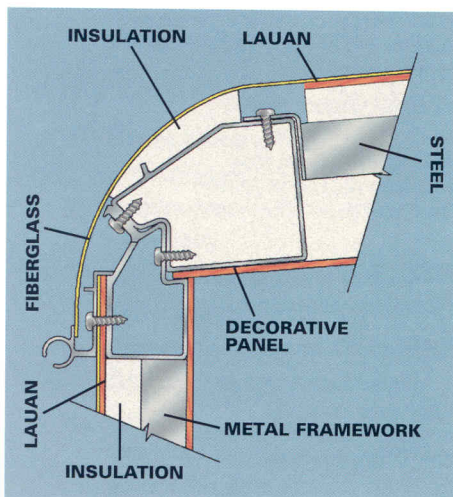 INSULATION
LAUAN
STEEL
FIBERGLASS
DECORATIVE
PANEL
LAUAN
METAL FRAMEWORK
INSULATION